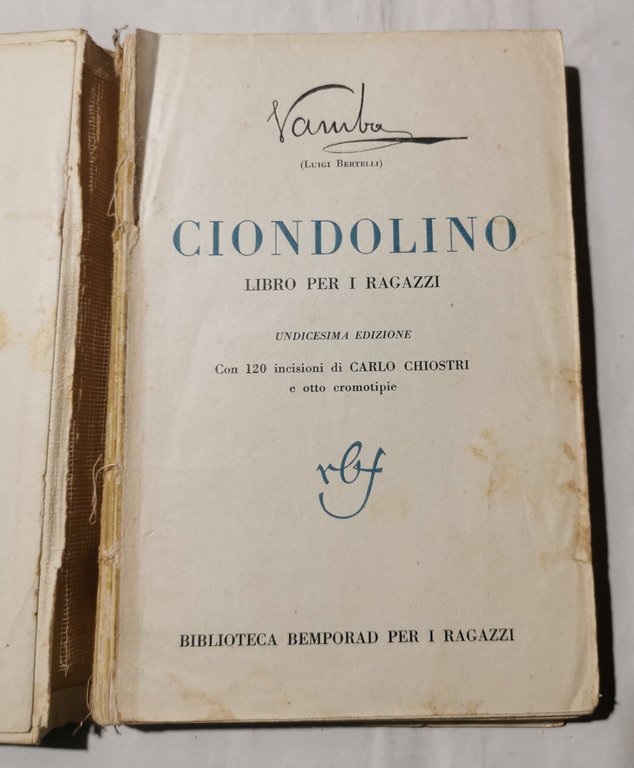 Vamba
(Luigi Bertelli)
CIONDOLINO
LIBRO PER I RAGAZZI
UNDICESIMA EDIZIONE
Con 120 incisioni di CARLO CHIOSTRI
e otto cromotipie
rbf
BIBLIOTECA BEMPORAD PER I RAGAZZI